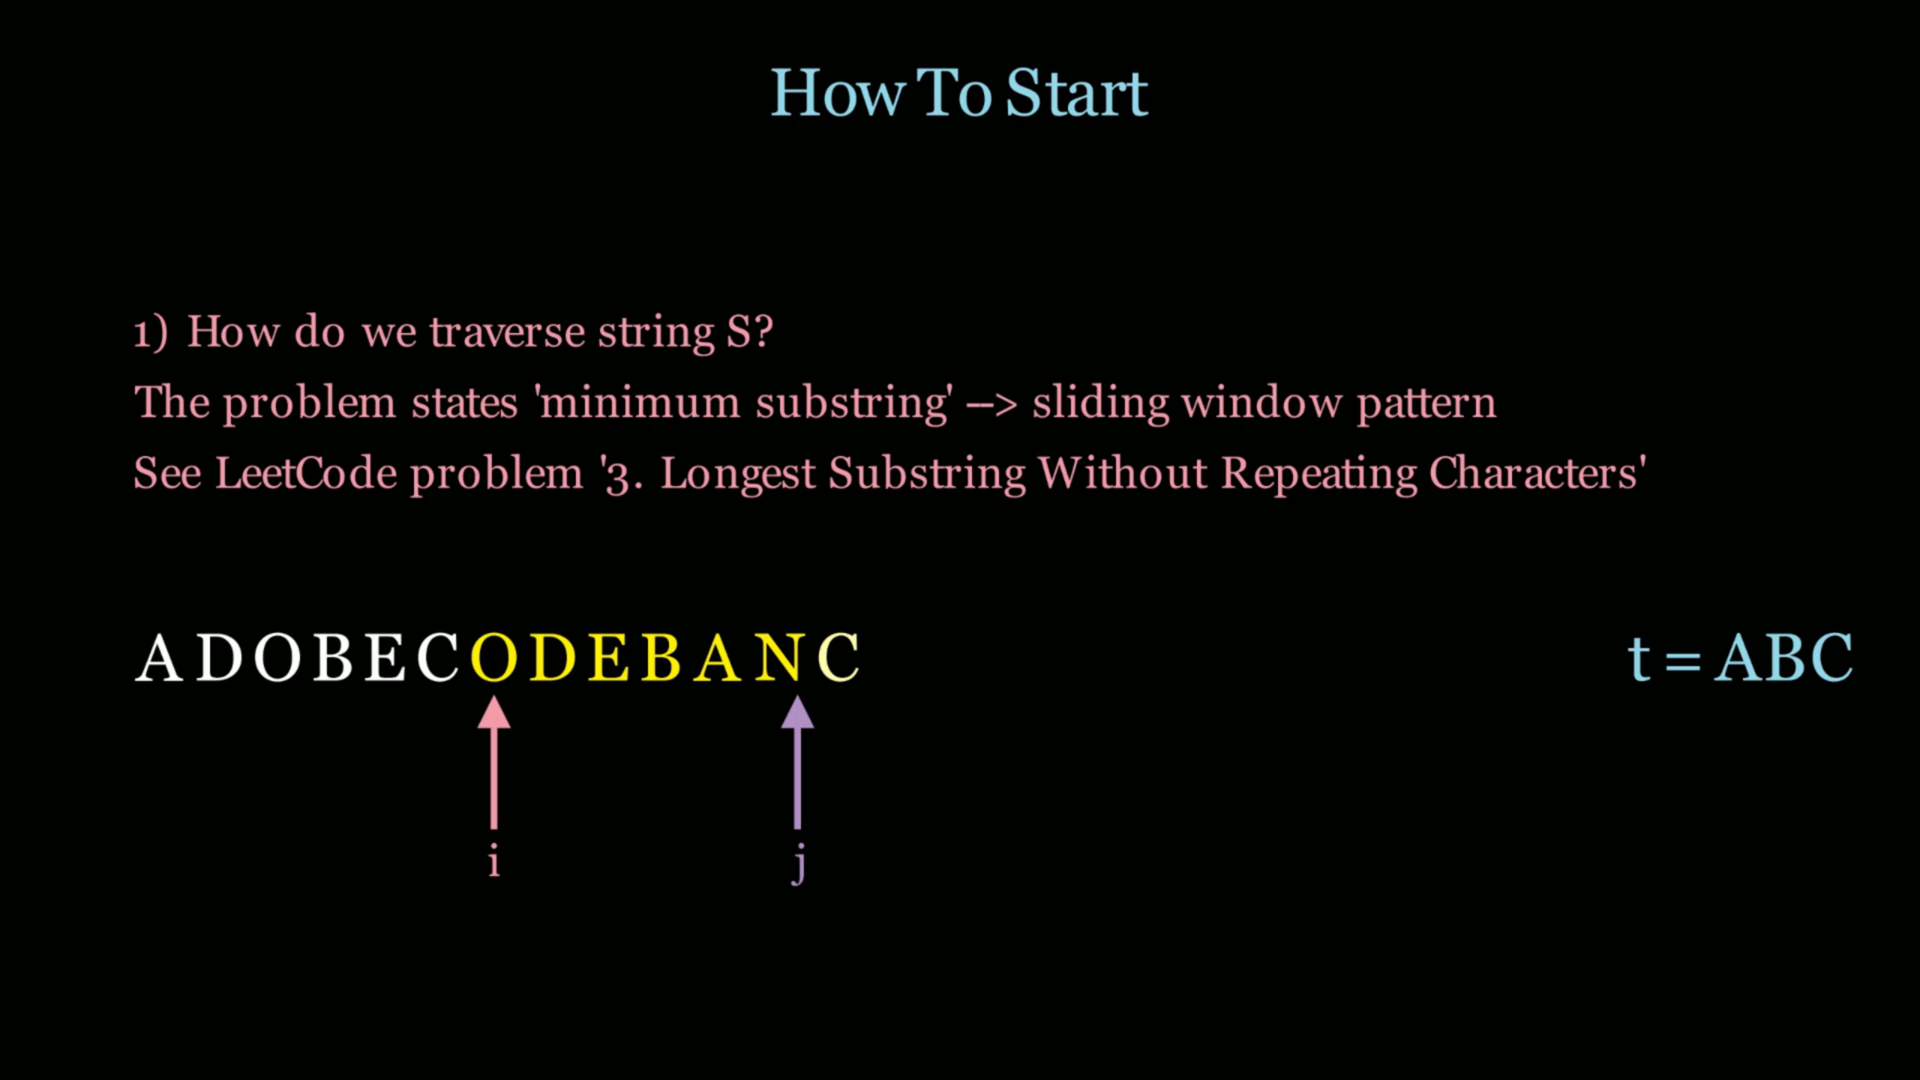 How To Start
1) How do we traverse string S?
The problem states 'minimum substring' --> sliding window pattern
See LeetCode problem '3. Longest Substring Without Repeating Characters'
A D O B E C O D E B A N C
t = ABC
i
j